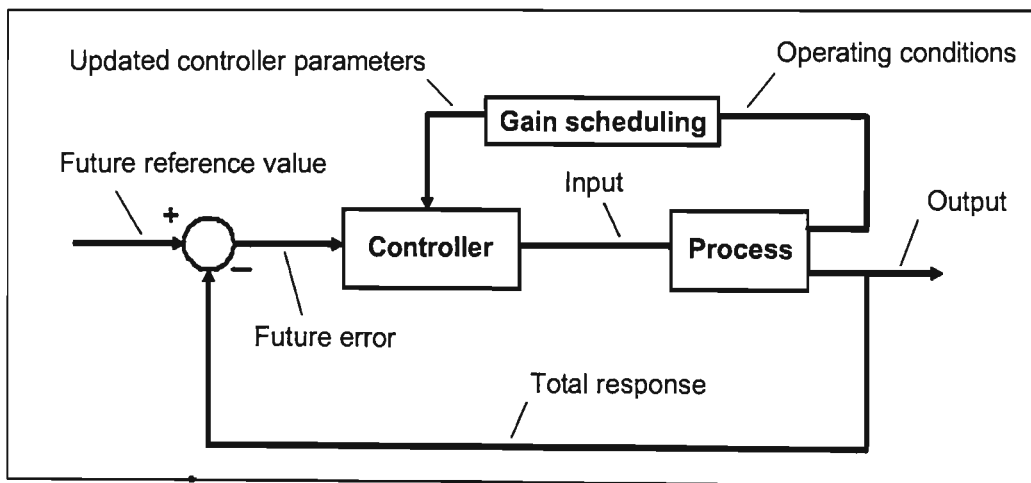 Updated controller parameters
Operating conditions
Gain scheduling
Future reference value
Input
Output
+
Controller
Process
−
Future error
Total response